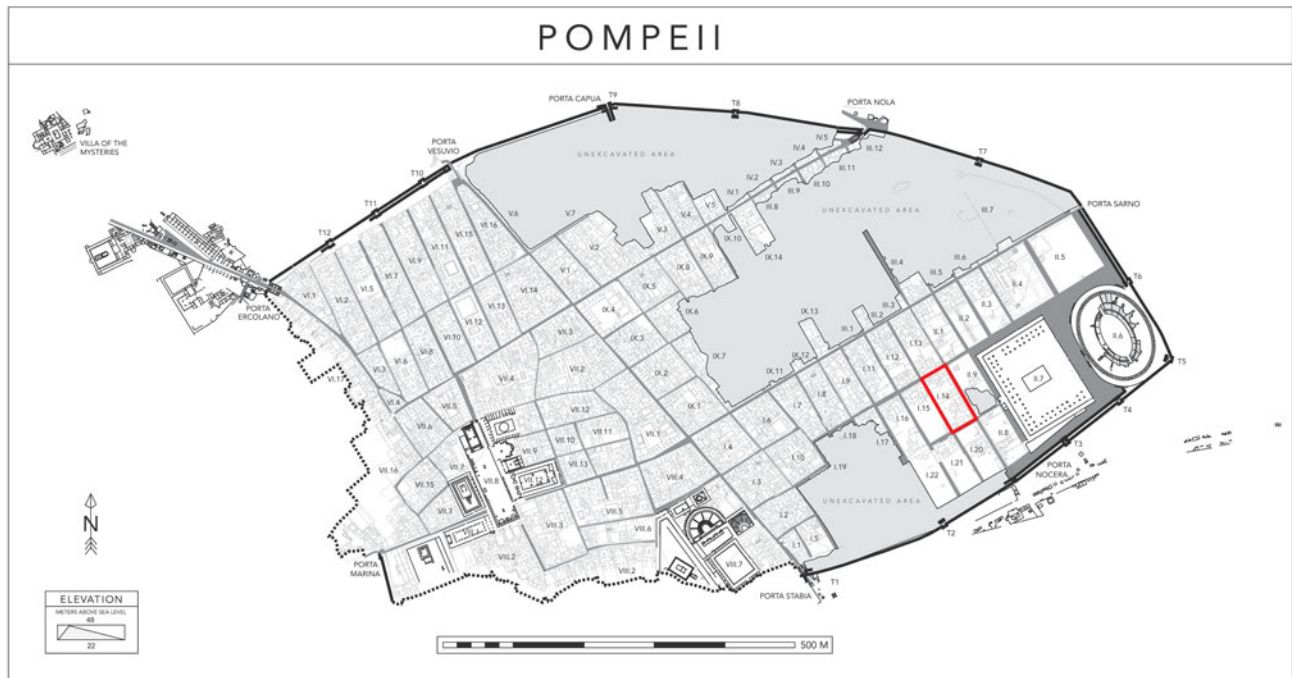 POMPEII
VILLA OF THE
MYSTERIES
PORTA
ERCOLANO
T12
T11
T10
PORTA
VESUVIO
PORTA CAPUA
T9
T8
PORTA NOLA
T7
PORTA SARNO
T6
T5
T4
T3
PORTA
NOCERA
T2
T1
PORTA STABIA
PORTA
MARINA
UNEXCAVATED AREA
UNEXCAVATED AREA
UNEXCAVATED AREA
VI.1
VI.2
VI.5
VI.7
VI.9
VI.11
VI.15
VI.16
VI.3
VI.6
VI.8
VI.10
VI.12
VI.13
VI.14
VI.4
VI.17
V.6
V.7
V.1
V.2
V.3
V.4
V.5
IV.1
IV.2
IV.3
IV.4
IV.5
III.8
III.9
III.10
III.11
III.12
III.7
III.6
III.5
III.4
III.3
III.2
III.1
IX.10
IX.14
IX.9
IX.8
IX.5
IX.4
IX.6
IX.3
IX.7
IX.2
IX.1
IX.11
IX.12
IX.13
VII.5
VII.4
VII.3
VII.2
VII.6
VII.12
VII.10
VII.11
VII.1
VII.9
VII.13
VII.7
VII.8
VII.12
VII.16
VII.15
VII.7
VIII.1
VIII.2
VIII.3
VIII.4
VIII.5
VIII.6
VIII.2
VIII.7
I.4
I.6
I.7
I.8
I.9
I.11
I.12
I.13
I.3
I.10
I.2
I.1
I.5
I.18
I.17
I.19
I.16
I.15
I.14
I.22
I.21
I.20
II.1
II.2
II.3
II.4
II.5
II.6
II.7
II.8
II.9
N
ELEVATION
METERS ABOVE SEA LEVEL
48
22
500 M